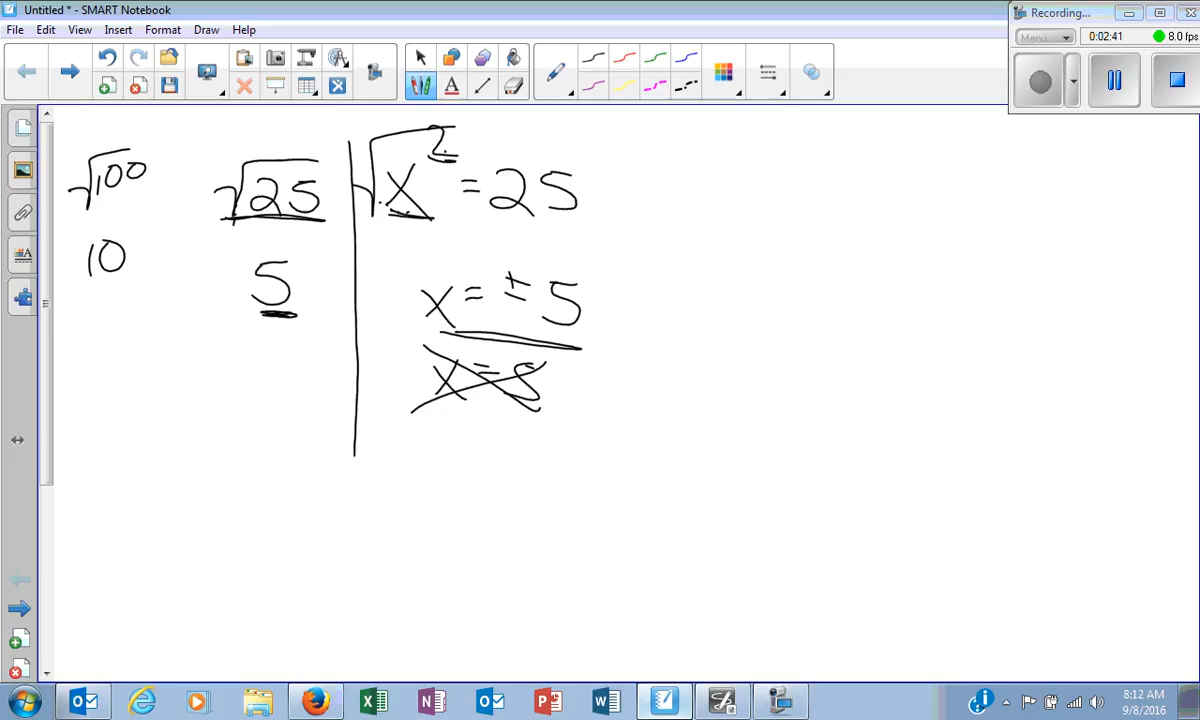 Untitled * - SMART Notebook
Recording...
File Edit View Insert Format Draw Help
Menu
0:02:41
8.0 fps
√100
10
√25
5
√x² = 25
x = ± 5
x = 5
8:12 AM
9/8/2016